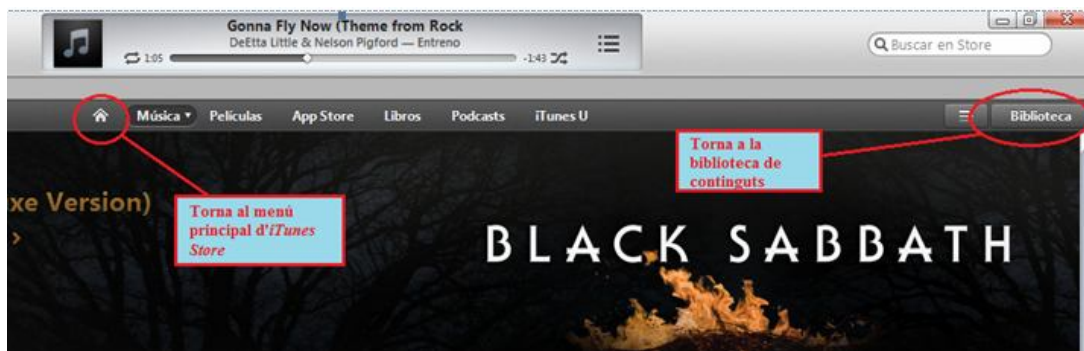 Gonna Fly Now (Theme from Rock
DeEtta Little & Nelson Pigford — Entreno
1:05
-1:43
Buscar en Store
Música Películas App Store Libros Podcasts iTunes U
Biblioteca
Torna a la
biblioteca de
continguts
xe Version)
Torna al menú
principal d'iTunes
Store
BLACK SABBATH